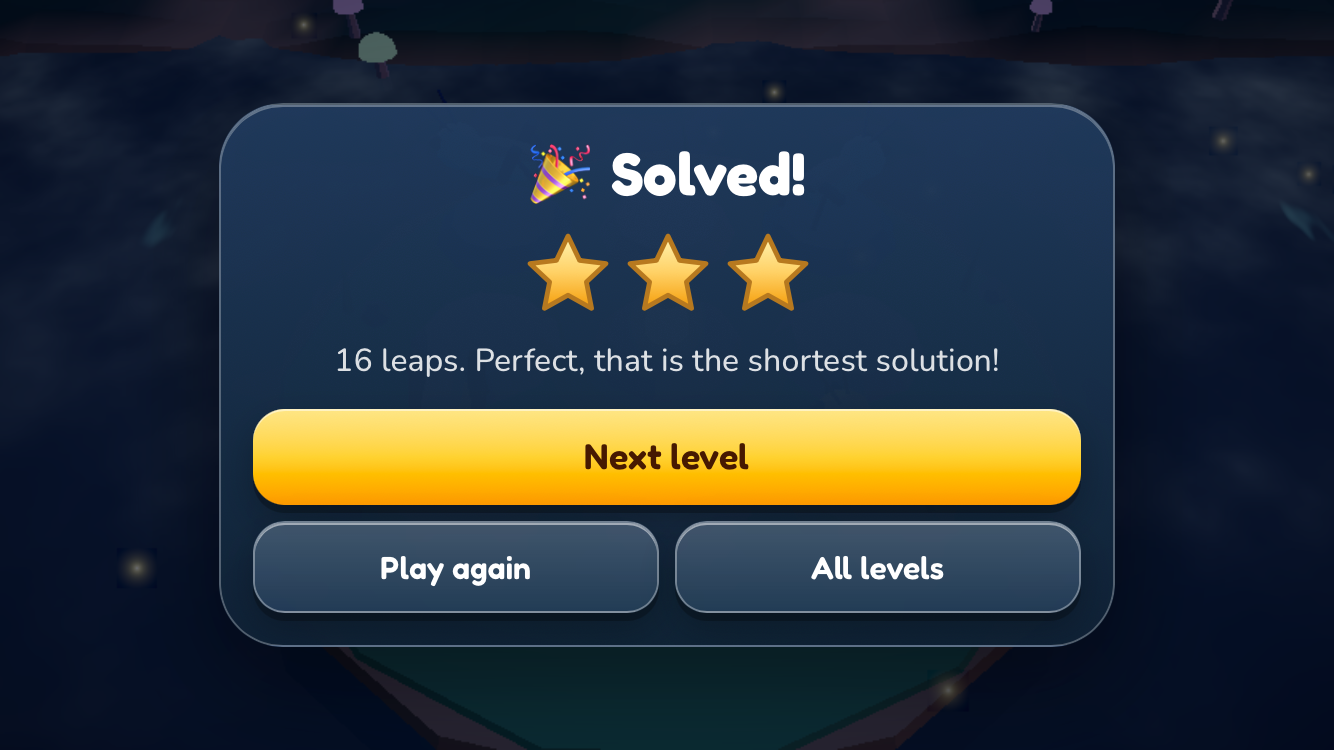 Solved!
16 leaps. Perfect, that is the shortest solution!
Next level
Play again
All levels